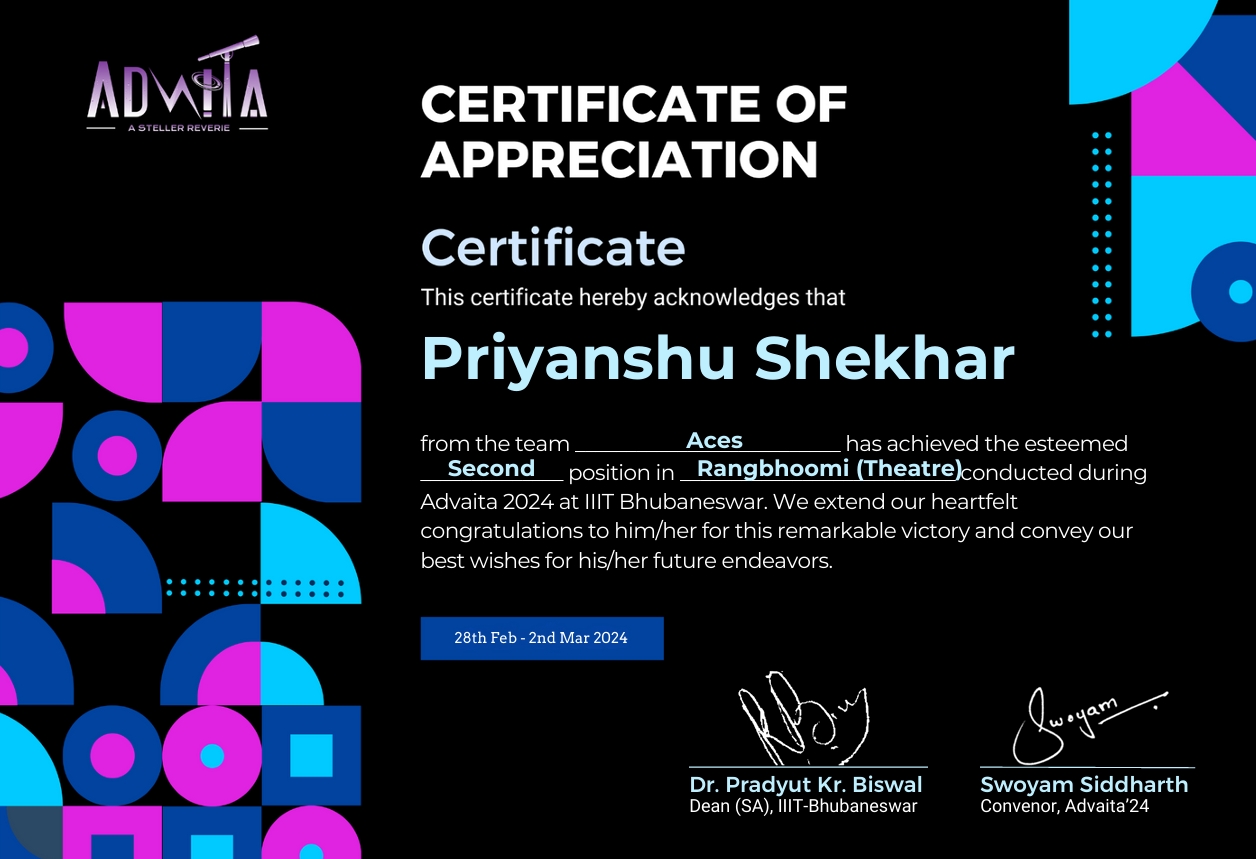 ADVAITA
A STELLER REVERIE
CERTIFICATE OF
APPRECIATION
Certificate
This certificate hereby acknowledges that
Priyanshu Shekhar
from the team Aces has achieved the esteemed
Second position in Rangbhoomi (Theatre)conducted during
Advaita 2024 at IIIT Bhubaneswar. We extend our heartfelt
congratulations to him/her for this remarkable victory and convey our
best wishes for his/her future endeavors.
28th Feb - 2nd Mar 2024
Swoyam
Dr. Pradyut Kr. Biswal
Dean (SA), IIIT-Bhubaneswar
Swoyam Siddharth
Convenor, Advaita’24